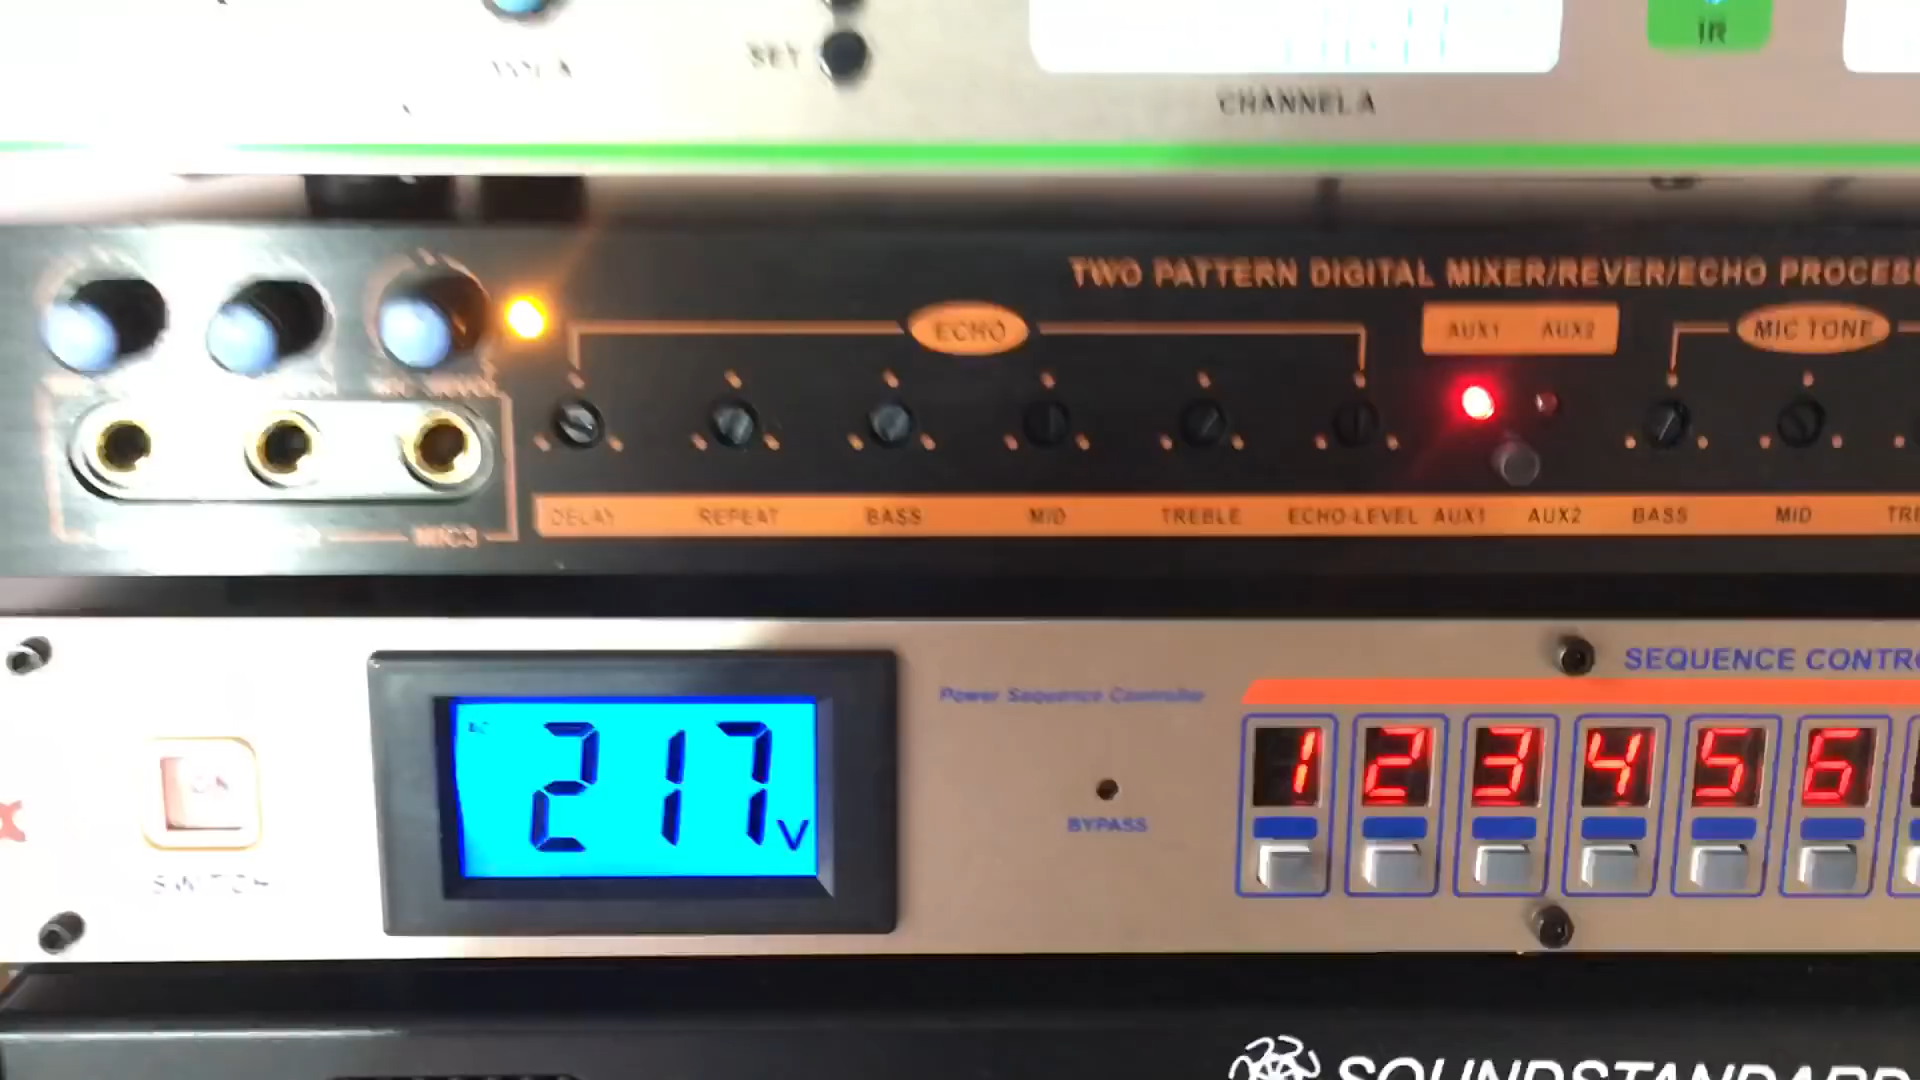 SET
IR
CHANNEL A
TWO PATTERN DIGITAL MIXER/REVER/ECHO PROCES
ECHO
AUX1 AUX2
MIC TONE
DELAY REPEAT BASS MID TREBLE ECHO-LEVEL AUX1 AUX2 BASS MID TRE
MIC3
SEQUENCE CONTRO
Power Sequence Controller
ON
217V
1 2 3 4 5 6
BYPASS
SWITCH
SOUNDSTANDARD